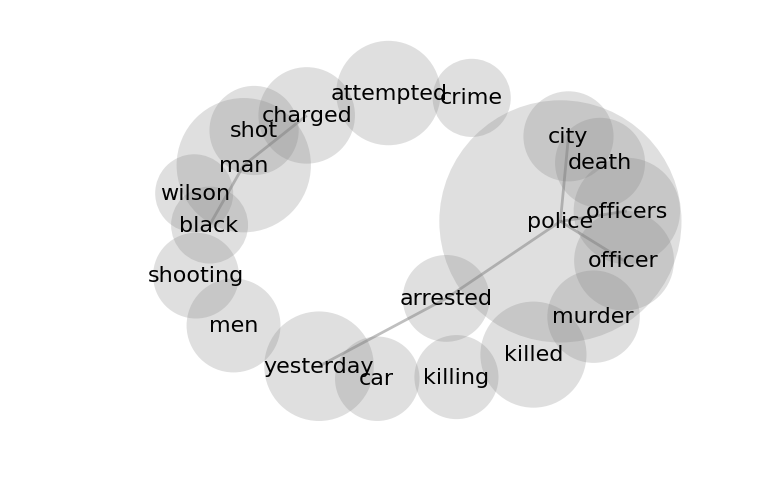 attempted
crime
charged
shot
city
death
man
wilson
officers
police
black
officer
shooting
arrested
murder
men
killed
yesterday
car
killing